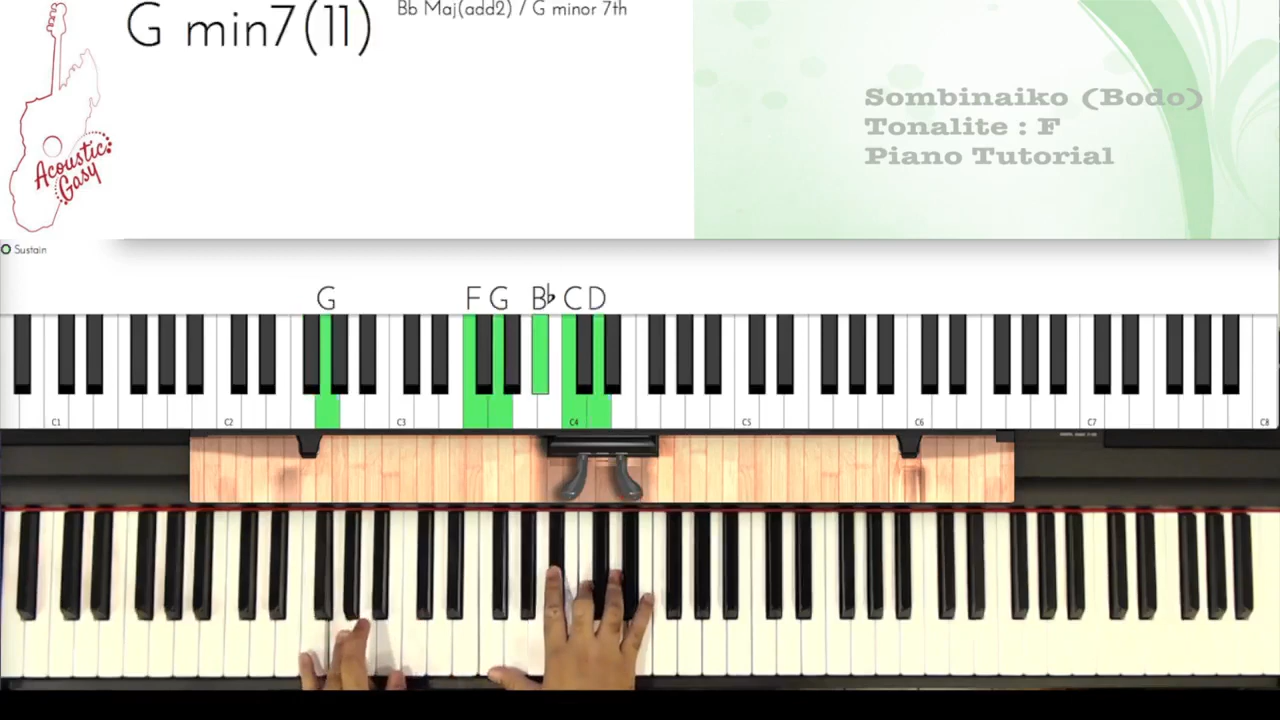 G min7(11)
Bb Maj(add2) / G minor 7th
Acoustic
Gasy
Sombinaiko (Bodo)
Tonalite : F
Piano Tutorial
Sustain
G F G B♭ C D
C1 C2 C3 C4 C5 C6 C7 C8